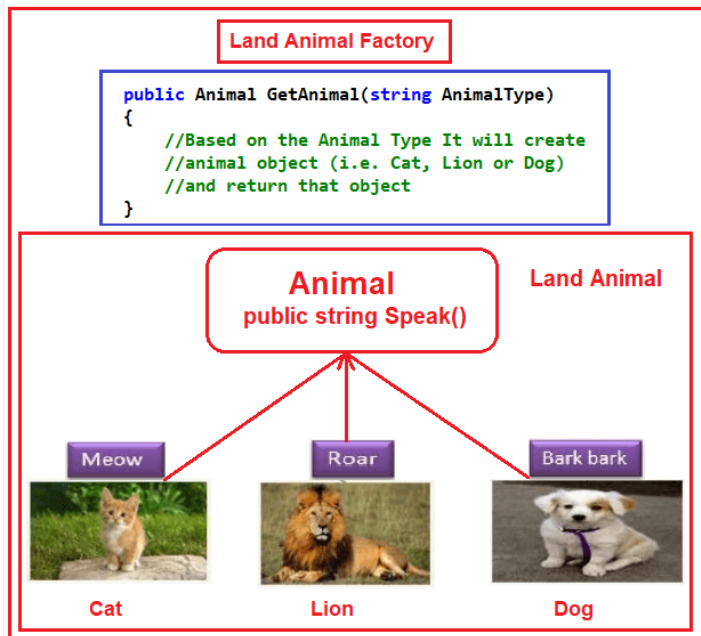 Land Animal Factory
public Animal GetAnimal(string AnimalType)
{
//Based on the Animal Type It will create
//animal object (i.e. Cat, Lion or Dog)
//and return that object
}
Animal
public string Speak()
Land Animal
Meow
Roar
Bark bark
Cat
Lion
Dog